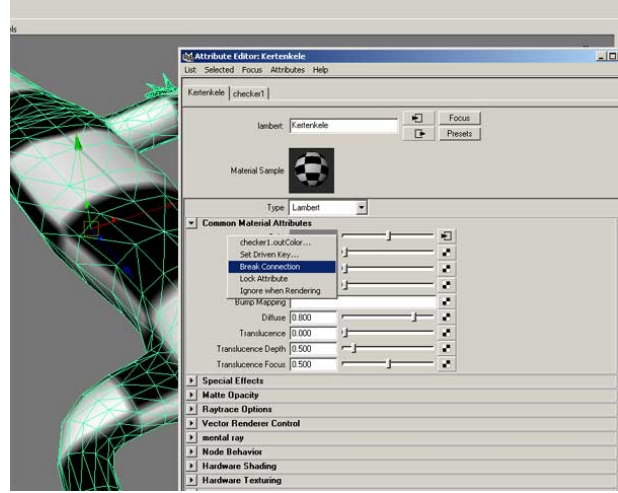 Attribute Editor: Kertenkele
List Selected Focus Attributes Help
Kertenkele checker1
lambert: Kertenkele
Focus
Presets
Material Sample
Type Lambert
Common Material Attributes
checker1.outColor...
Set Driven Key...
Break Connection
Lock Attribute
Ignore when Rendering
Bump Mapping
Diffuse 0.800
Translucence 0.000
Translucence Depth 0.500
Translucence Focus 0.500
Special Effects
Matte Opacity
Raytrace Options
Vector Renderer Control
mental ray
Node Behavior
Hardware Shading
Hardware Texturing